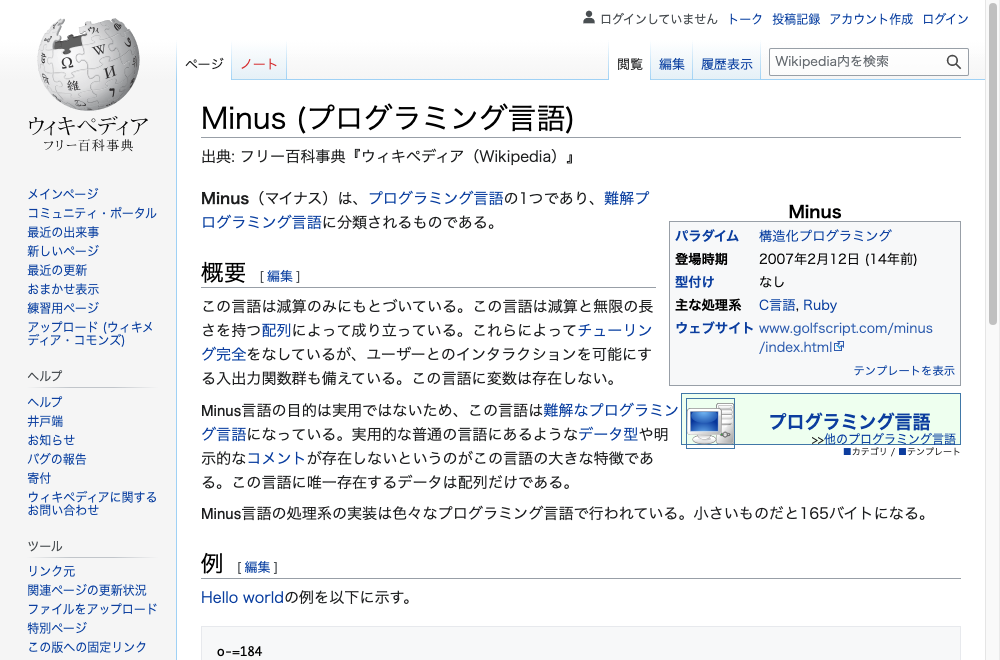 ログインしていません トーク 投稿記録 アカウント作成 ログイン
ページ ノート 閲覧 編集 履歴表示 Wikipedia内を検索
ウィキペディア
フリー百科事典
メインページ
コミュニティ・ポータル
最近の出来事
新しいページ
最近の更新
おまかせ表示
練習用ページ
アップロード (ウィキメ
ディア・コモンズ)
ヘルプ
ヘルプ
井戸端
お知らせ
バグの報告
寄付
ウィキペディアに関する
お問い合わせ
ツール
リンク元
関連ページの更新状況
ファイルをアップロード
特別ページ
この版への固定リンク
Minus (プログラミング言語)
出典: フリー百科事典『ウィキペディア（Wikipedia）』
Minus（マイナス）は、プログラミング言語の1つであり、難解プ
ログラミング言語に分類されるものである。
Minus
パラダイム 構造化プログラミング
登場時期 2007年2月12日 (14年前)
型付け なし
主な処理系 C言語, Ruby
ウェブサイト www.golfscript.com/minus
/index.html
テンプレートを表示
プログラミング言語
>>他のプログラミング言語
■カテゴリ / ■テンプレート
概要 [編集]
この言語は減算のみにもとづいている。この言語は減算と無限の長
さを持つ配列によって成り立っている。これらによってチューリン
グ完全をなしているが、ユーザーとのインタラクションを可能にす
る入出力関数群も備えている。この言語に変数は存在しない。
Minus言語の目的は実用ではないため、この言語は難解なプログラミン
グ言語になっている。実用的な普通の言語にあるようなデータ型や明
示的なコメントが存在しないというのがこの言語の大きな特徴であ
る。この言語に唯一存在するデータは配列だけである。
Minus言語の処理系の実装は色々なプログラミング言語で行われている。小さいものだと165バイトになる。
例 [編集]
Hello worldの例を以下に示す。
o-=184